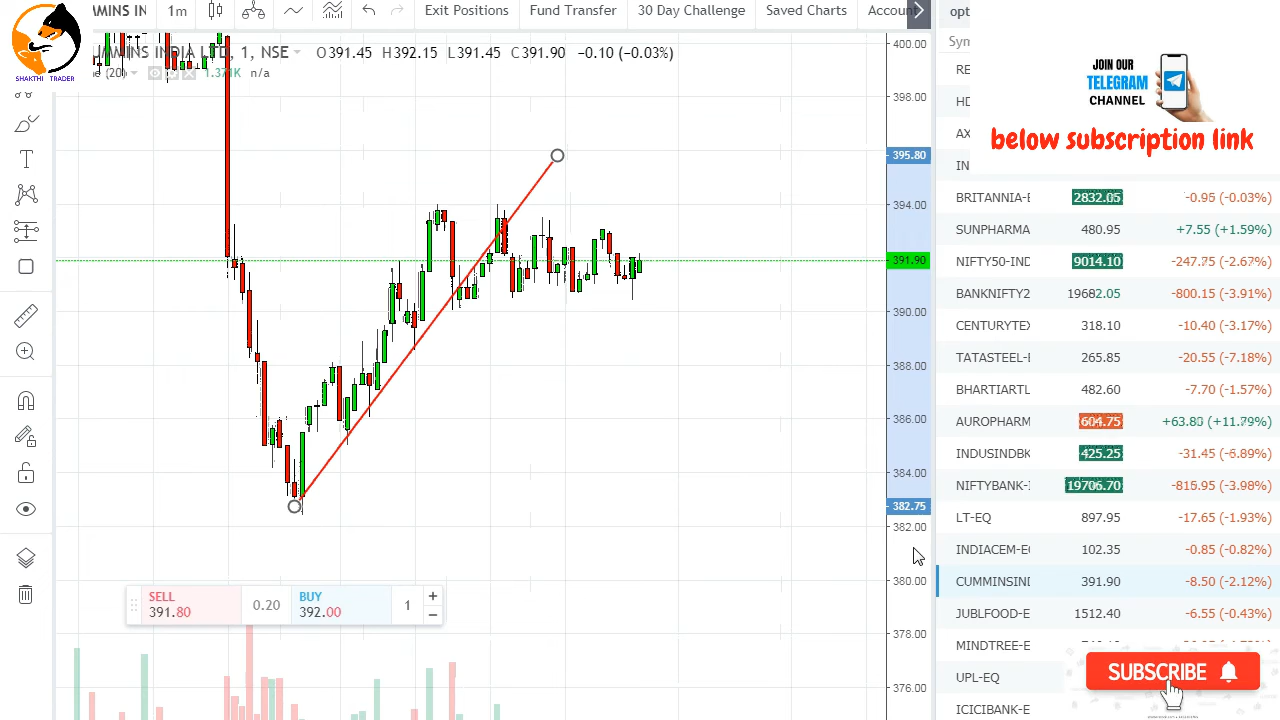 MMINS IN
1m
Exit Positions
Fund Transfer
30 Day Challenge
Saved Charts
Account
opt
SHAKTHI TRADER
MMINS INDIA LTD, 1, NSE O391.45 H392.15 L391.45 C391.90 -0.10 (-0.03%)
(20) 1.371K n/a
Sym
JOIN OUR
TELEGRAM
CHANNEL
below subscription link
RE
HD
AX
IN
BRITANNIA-E 2832.05 -0.95 (-0.03%)
SUNPHARMA 480.95 +7.55 (+1.59%)
NIFTY50-IND 9014.10 -247.75 (-2.67%)
BANKNIFTY2 19682.05 -800.15 (-3.91%)
CENTURYTEX 318.10 -10.40 (-3.17%)
TATASTEEL-E 265.85 -20.55 (-7.18%)
BHARTIARTL 482.60 -7.70 (-1.57%)
AUROPHARM 604.75 +63.80 (+11.79%)
INDUSINDBK 425.25 -31.45 (-6.89%)
NIFTYBANK-I 19706.70 -815.95 (-3.98%)
LT-EQ 897.95 -17.65 (-1.93%)
INDIACEM-EQ 102.35 -0.85 (-0.82%)
CUMMINSIND 391.90 -8.50 (-2.12%)
JUBLFOOD-E 1512.40 -6.55 (-0.43%)
MINDTREE-E
UPL-EQ
ICICIBANK-E
SUBSCRIBE
400.00
398.00
395.80
394.00
391.90
390.00
388.00
386.00
384.00
382.75
382.00
380.00
378.00
376.00
SELL
391.80
0.20
BUY
392.00
1